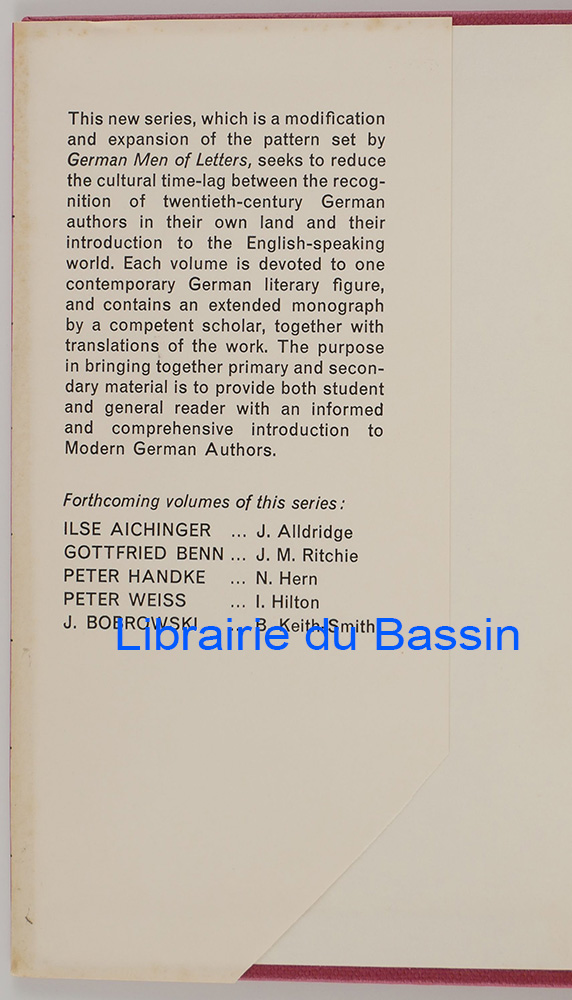 This new series, which is a modification
and expansion of the pattern set by
German Men of Letters, seeks to reduce
the cultural time-lag between the recog-
nition of twentieth-century German
authors in their own land and their
introduction to the English-speaking
world. Each volume is devoted to one
contemporary German literary figure,
and contains an extended monograph
by a competent scholar, together with
translations of the work. The purpose
in bringing together primary and secon-
dary material is to provide both student
and general reader with an informed
and comprehensive introduction to
Modern German Authors.
Forthcoming volumes of this series:
ILSE AICHINGER ... J. Alldridge
GOTTFRIED BENN ... J. M. Ritchie
PETER HANDKE ... N. Hern
PETER WEISS ... I. Hilton
J. BOBROWSKI ... B. Keith-Smith
Librairie du Bassin